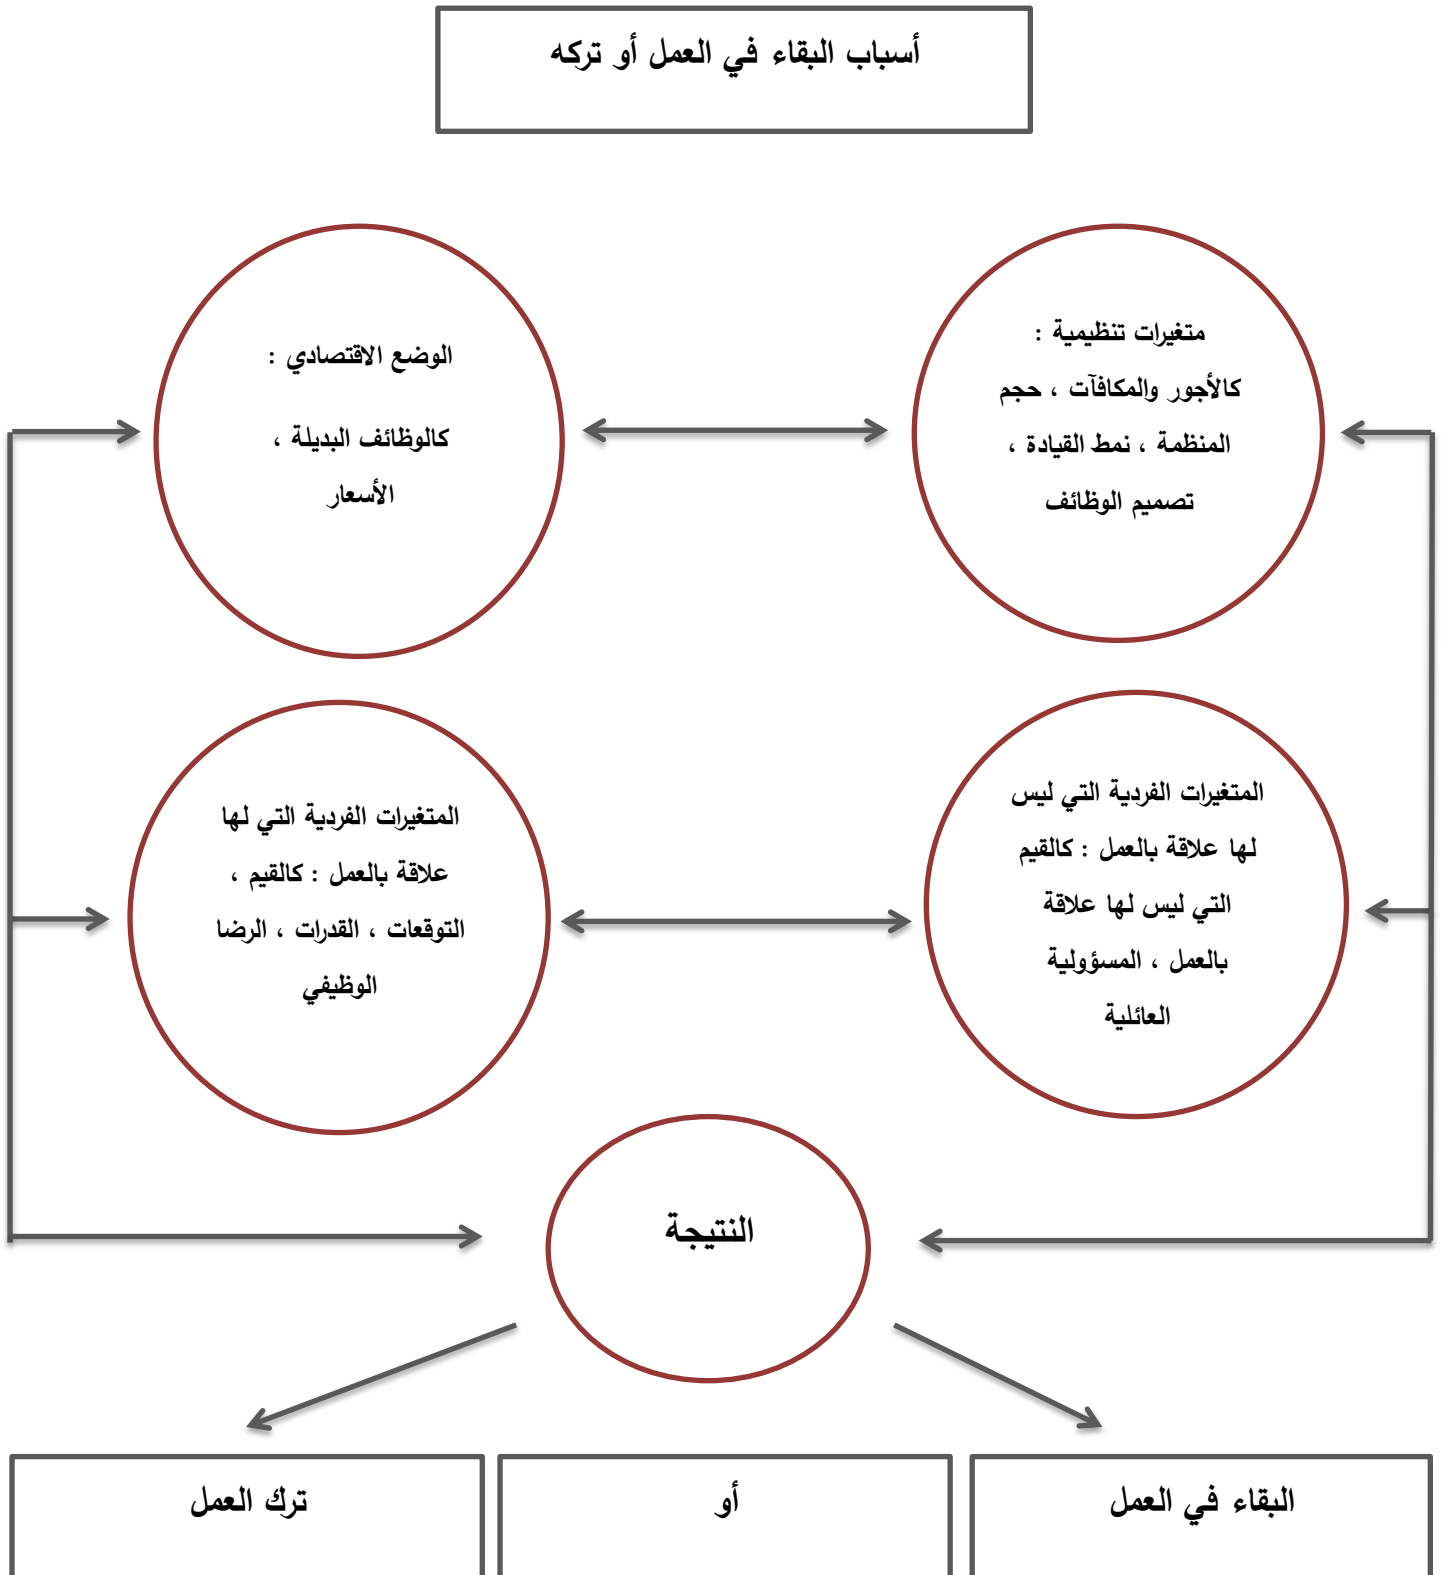 أسباب البقاء في العمل أو تركه
متغيرات تنظيمية :
كالأجور والمكافآت ، حجم
المنظمة ، نمط القيادة ،
تصميم الوظائف
الوضع الاقتصادي :
كالوظائف البديلة ،
الأسعار
المتغيرات الفردية التي ليس
لها علاقة بالعمل : كالقيم
التي ليس لها علاقة
بالعمل ، المسؤولية
العائلية
المتغيرات الفردية التي لها
علاقة بالعمل : كالقيم ،
التوقعات ، القدرات ، الرضا
الوظيفي
النتيجة
البقاء في العمل
أو
ترك العمل